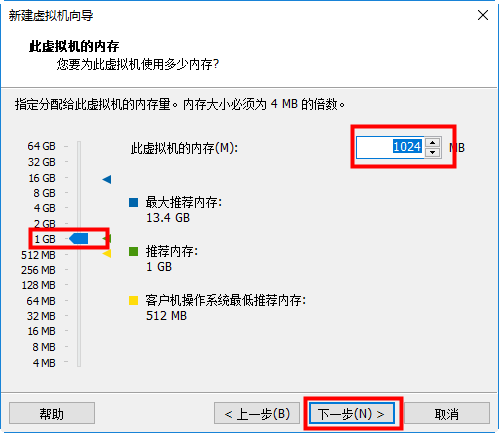 新建虚拟机向导
此虚拟机的内存
您要为此虚拟机使用多少内存?
指定分配给此虚拟机的内存量。内存大小必须为 4 MB 的倍数。
64 GB
32 GB
16 GB
8 GB
4 GB
2 GB
1 GB
512 MB
256 MB
128 MB
64 MB
32 MB
16 MB
8 MB
4 MB
此虚拟机的内存(M):
1024
MB
最大推荐内存:
13.4 GB
推荐内存:
1 GB
客户机操作系统最低推荐内存:
512 MB
帮助
< 上一步(B)
下一步(N) >
取消